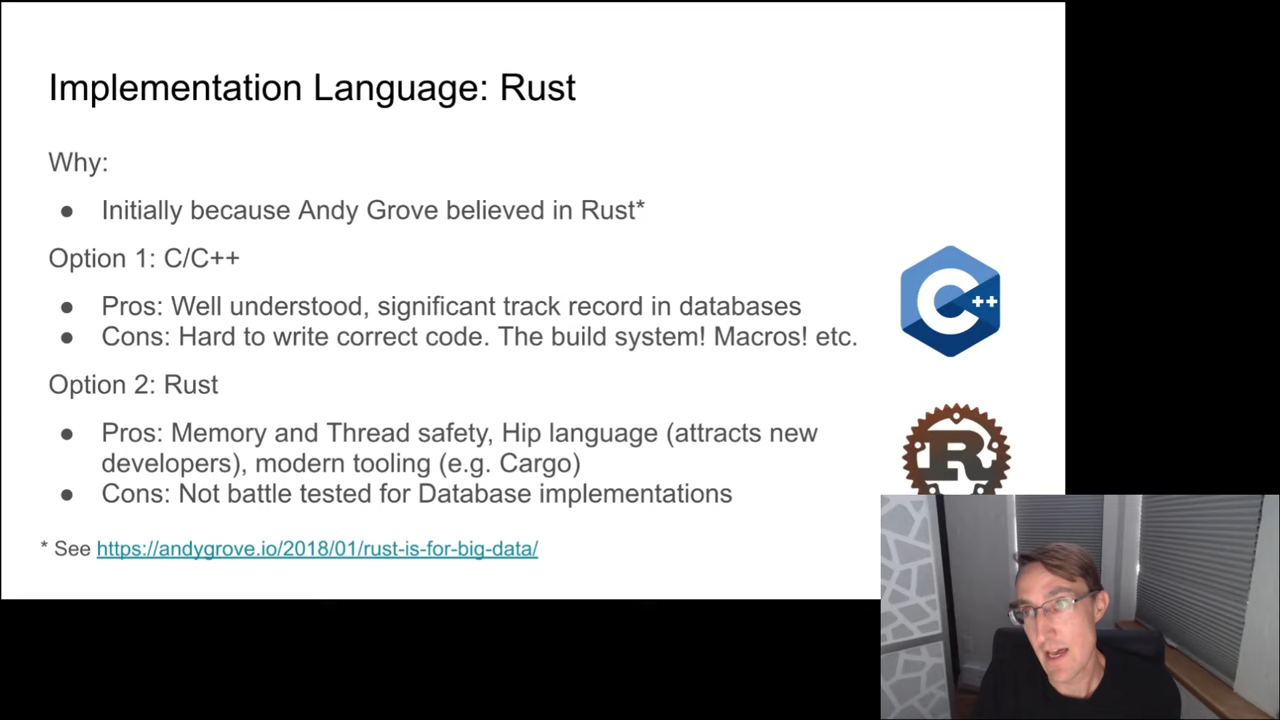 Implementation Language: Rust
Why:
● Initially because Andy Grove believed in Rust*
Option 1: C/C++
● Pros: Well understood, significant track record in databases
● Cons: Hard to write correct code. The build system! Macros! etc.
Option 2: Rust
● Pros: Memory and Thread safety, Hip language (attracts new
developers), modern tooling (e.g. Cargo)
● Cons: Not battle tested for Database implementations
* See https://andygrove.io/2018/01/rust-is-for-big-data/
C++
R